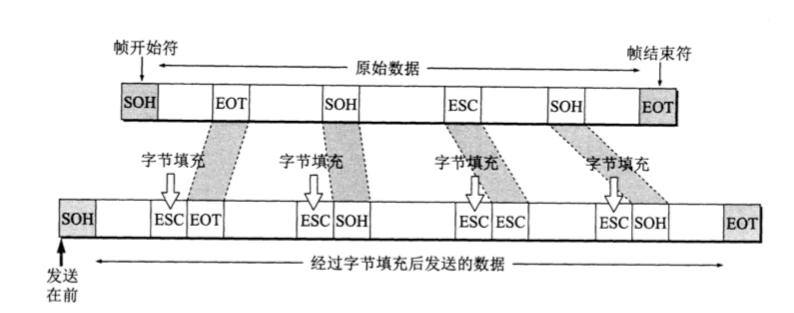 帧开始符
原始数据
帧结束符
SOH EOT SOH ESC SOH EOT
字节填充 字节填充 字节填充 字节填充
SOH ESC EOT ESC SOH ESC ESC ESC SOH EOT
发送
在前
经过字节填充后发送的数据